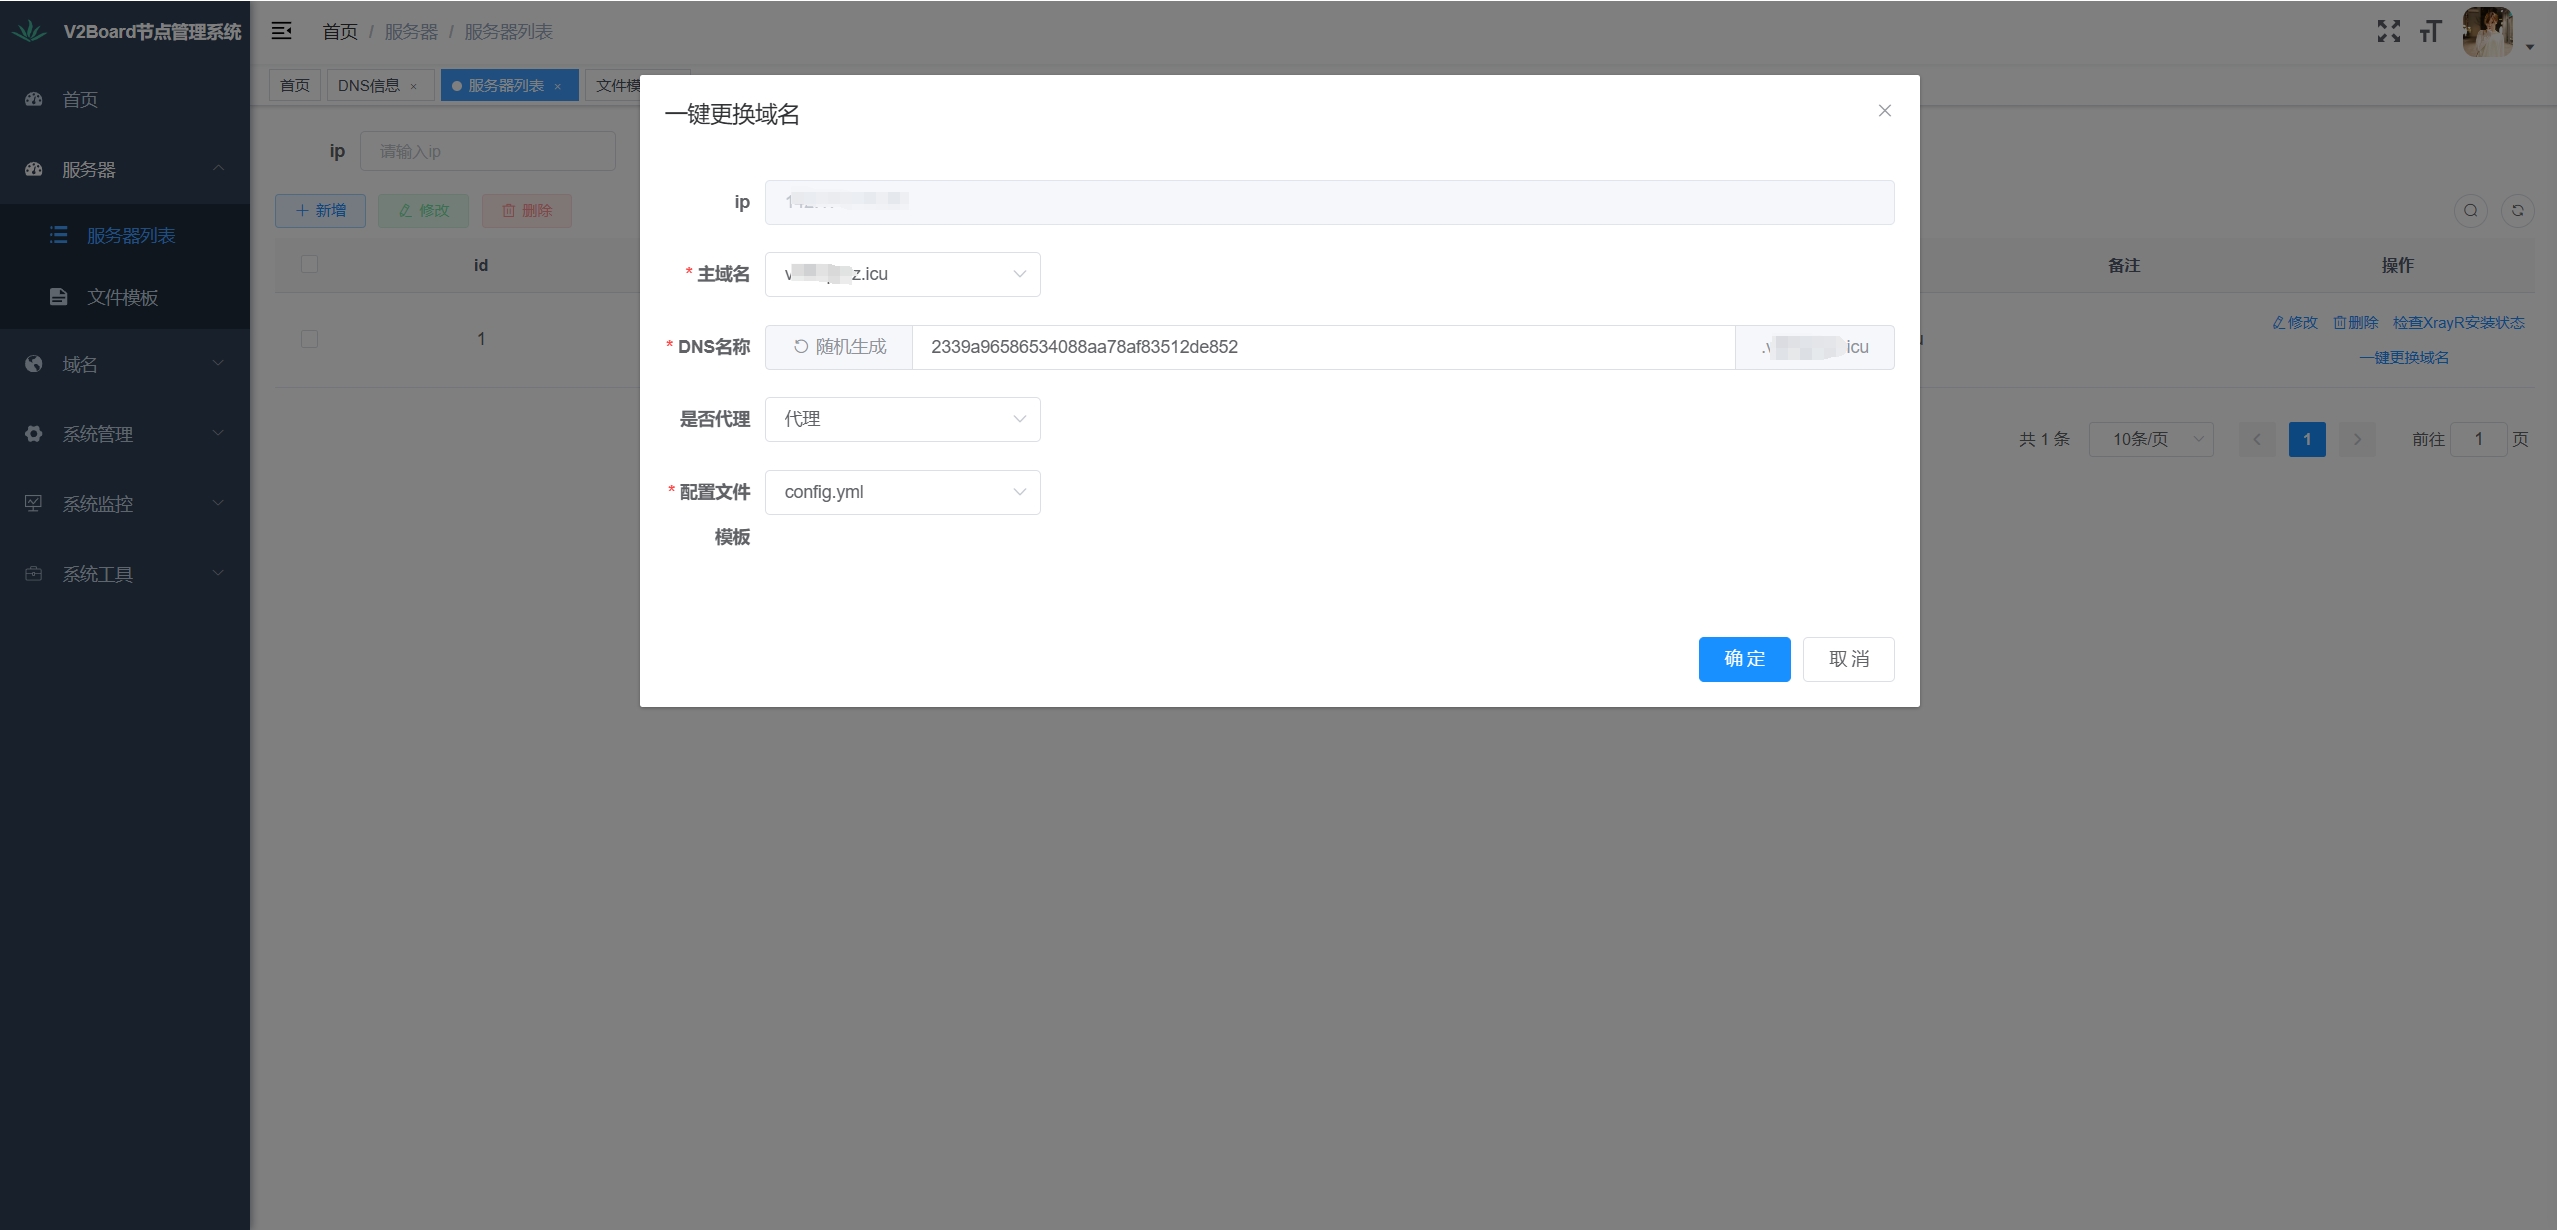 V2Board节点管理系统
首页 / 服务器 / 服务器列表
首页
服务器
服务器列表
文件模板
域名
系统管理
系统监控
系统工具
首页
DNS信息 ×
服务器列表 ×
文件模
ip
请输入ip
+ 新增
修改
删除
id
备注
操作
1
修改
删除
检查XrayR安装状态
一键更换域名
共 1 条
10条/页
1
前往
1
页
一键更换域名
ip
* 主域名
z.icu
* DNS名称
随机生成
2339a96586534088aa78af83512de852
icu
是否代理
代理
* 配置文件
模板
config.yml
确定
取消